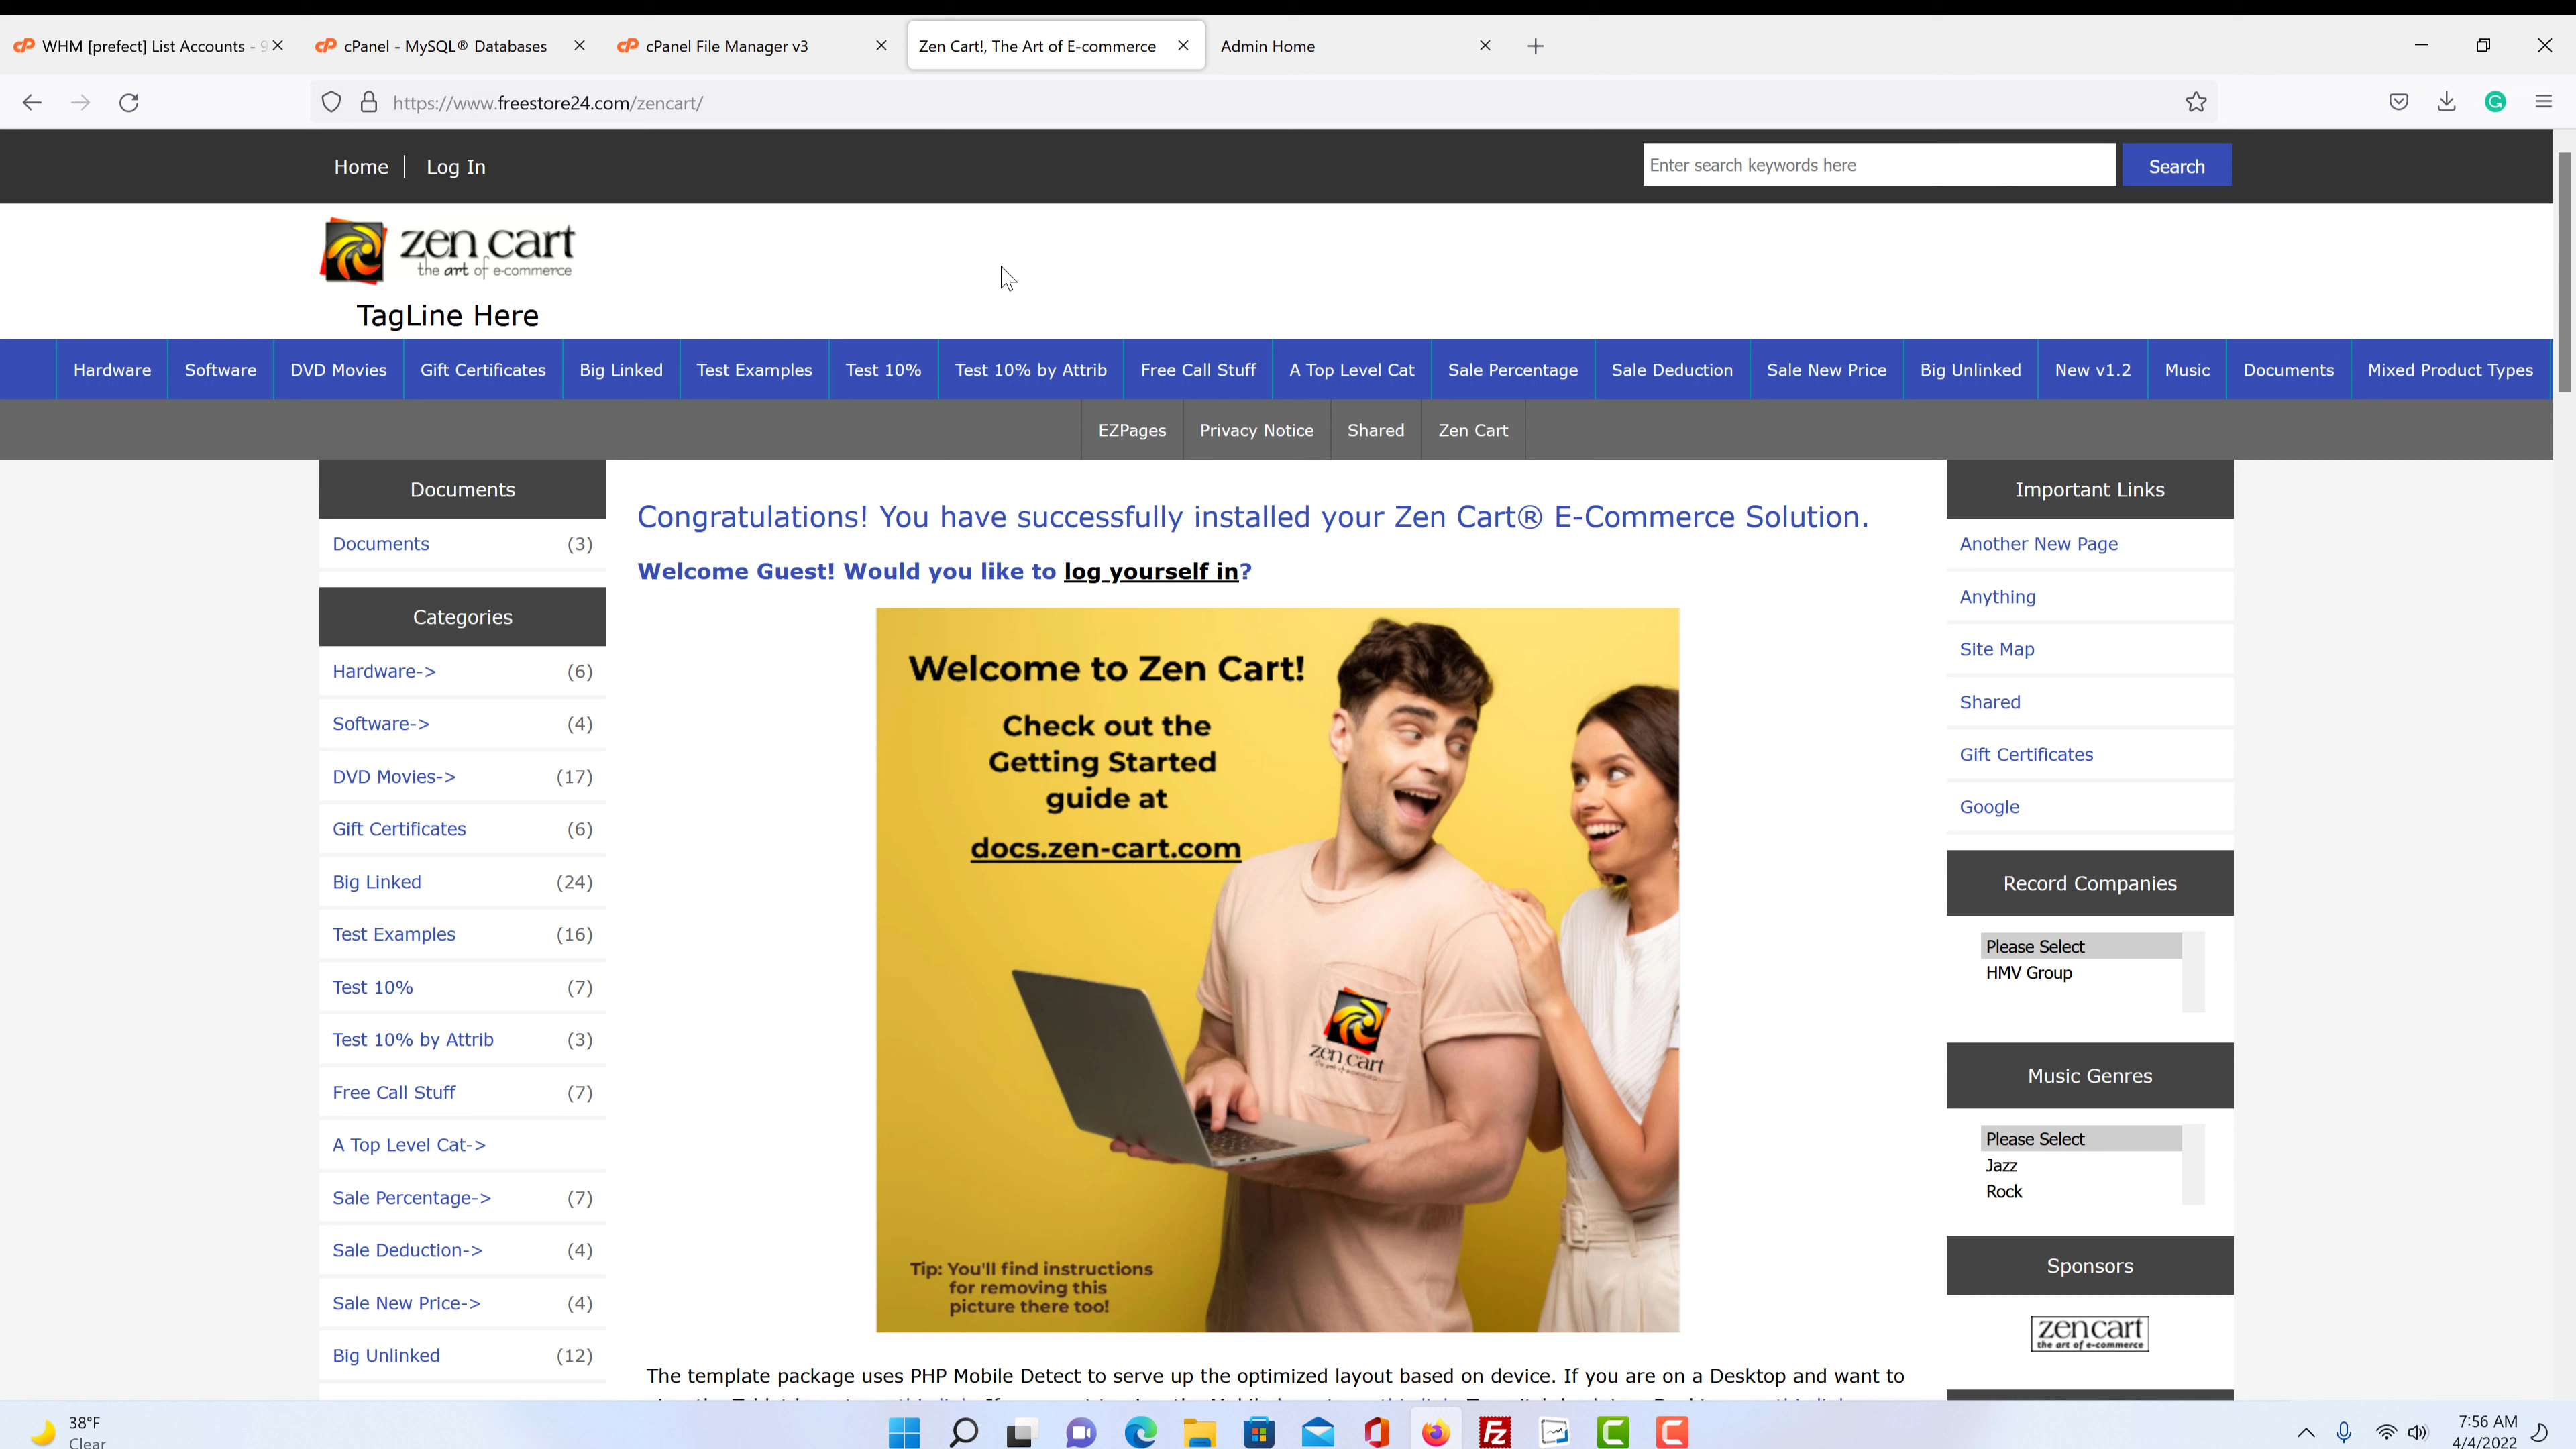 WHM [prefect] List Accounts - 9
cPanel - MySQL® Databases
cPanel File Manager v3
Zen Cart!, The Art of E-commerce
Admin Home
https://www.freestore24.com/zencart/
Home
Log In
Enter search keywords here
Search
zen cart
the art of e-commerce
TagLine Here
Hardware
Software
DVD Movies
Gift Certificates
Big Linked
Test Examples
Test 10%
Test 10% by Attrib
Free Call Stuff
A Top Level Cat
Sale Percentage
Sale Deduction
Sale New Price
Big Unlinked
New v1.2
Music
Documents
Mixed Product Types
EZPages
Privacy Notice
Shared
Zen Cart
Documents
Documents (3)
Categories
Hardware-> (6)
Software-> (4)
DVD Movies-> (17)
Gift Certificates (6)
Big Linked (24)
Test Examples (16)
Test 10% (7)
Test 10% by Attrib (3)
Free Call Stuff (7)
A Top Level Cat->
Sale Percentage-> (7)
Sale Deduction-> (4)
Sale New Price-> (4)
Big Unlinked (12)
Congratulations! You have successfully installed your Zen Cart® E-Commerce Solution.
Welcome Guest! Would you like to log yourself in?
Welcome to Zen Cart!
Check out the
Getting Started
guide at
docs.zen-cart.com
zen cart
Tip: You'll find instructions
for removing this
picture there too!
The template package uses PHP Mobile Detect to serve up the optimized layout based on device. If you are on a Desktop and want to
Important Links
Another New Page
Anything
Site Map
Shared
Gift Certificates
Google
Record Companies
Please Select
HMV Group
Music Genres
Please Select
Jazz
Rock
Sponsors
zen cart
the art of e-commerce
38°F
Clear
7:56 AM
4/4/2022